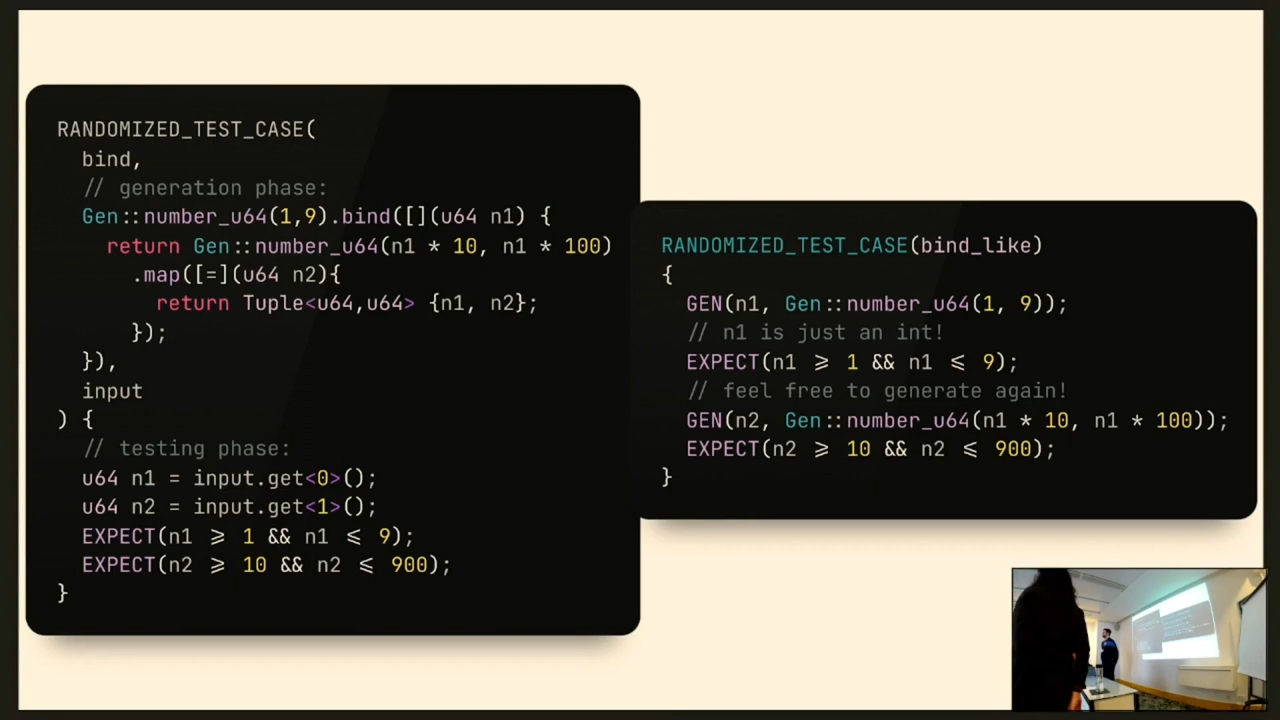 RANDOMIZED_TEST_CASE(
bind,
// generation phase:
Gen::number_u64(1,9).bind([](u64 n1) {
return Gen::number_u64(n1 * 10, n1 * 100)
.map([=](u64 n2){
return Tuple<u64,u64> {n1, n2};
});
}),
input
) {
// testing phase:
u64 n1 = input.get<0>();
u64 n2 = input.get<1>();
EXPECT(n1 ⩾ 1 && n1 ⩽ 9);
EXPECT(n2 ⩾ 10 && n2 ⩽ 900);
}
RANDOMIZED_TEST_CASE(bind_like)
{
GEN(n1, Gen::number_u64(1, 9));
// n1 is just an int!
EXPECT(n1 ⩾ 1 && n1 ⩽ 9);
// feel free to generate again!
GEN(n2, Gen::number_u64(n1 * 10, n1 * 100));
EXPECT(n2 ⩾ 10 && n2 ⩽ 900);
}